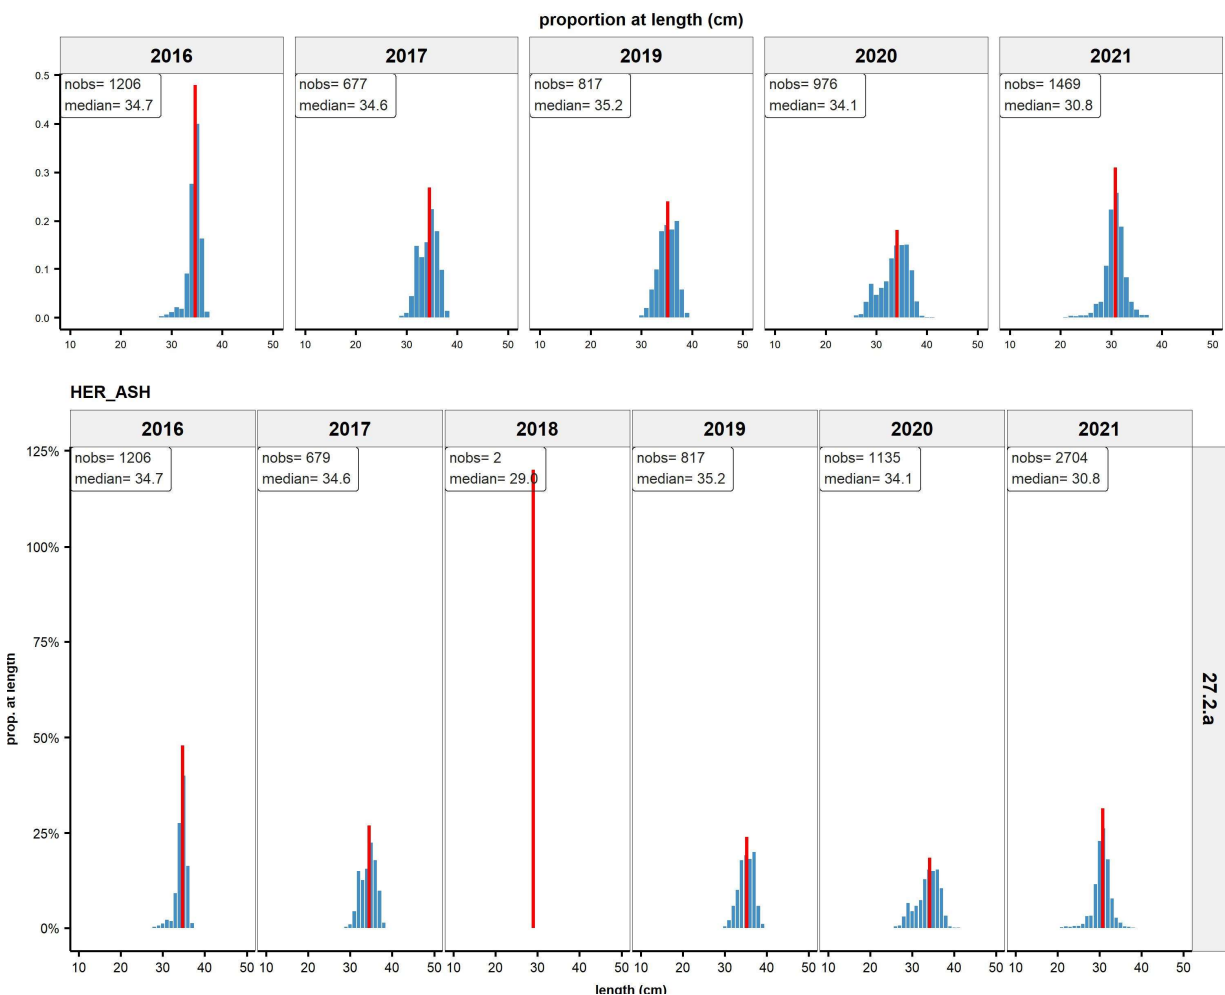 proportion at length (cm)
2016 2017 2019 2020 2021
nobs= 1206 nobs= 677 nobs= 817 nobs= 976 nobs= 1469
median= 34.7 median= 34.6 median= 35.2 median= 34.1 median= 30.8
0.5
0.4
0.3
0.2
0.1
0.0
10 20 30 40 50 10 20 30 40 50 10 20 30 40 50 10 20 30 40 50 10 20 30 40 50
HER_ASH
2016 2017 2018 2019 2020 2021
nobs= 1206 nobs= 679 nobs= 2 nobs= 817 nobs= 1135 nobs= 2704
median= 34.7 median= 34.6 median= 29.0 median= 35.2 median= 34.1 median= 30.8
125%
100%
75%
50%
25%
0%
prop. at length
27.2.a
10 20 30 40 50 10 20 30 40 50 10 20 30 40 50 10 20 30 40 50 10 20 30 40 50 10 20 30 40 50
length (cm)